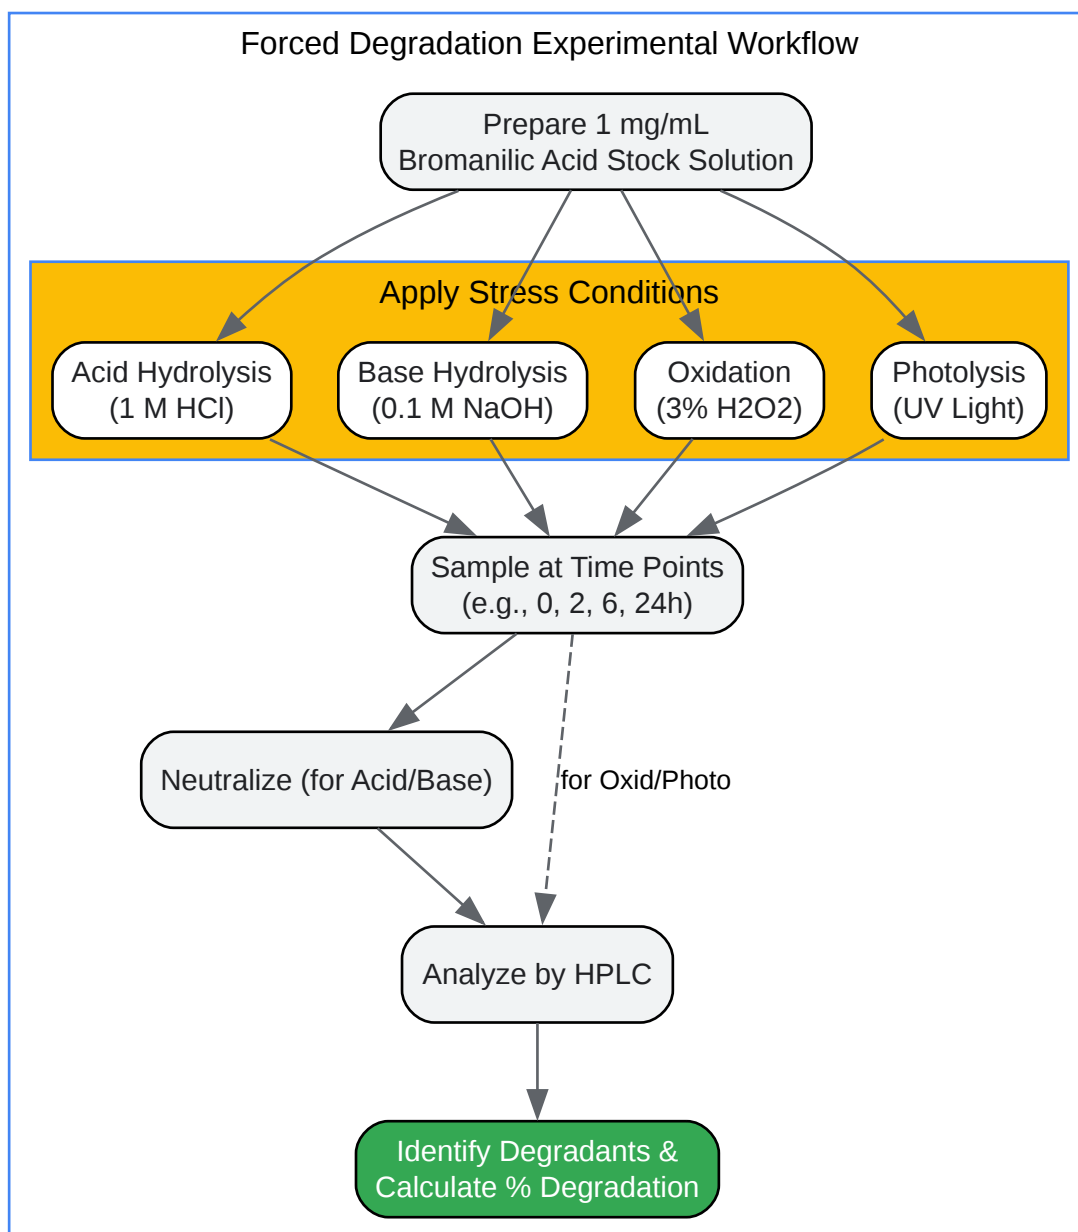 Forced Degradation Experimental Workflow
Prepare 1 mg/mL
Bromanilic Acid Stock Solution
Apply Stress Conditions
Acid Hydrolysis
(1 M HCl)
Base Hydrolysis
(0.1 M NaOH)
Oxidation
(3% H2O2)
Photolysis
(UV Light)
Sample at Time Points
(e.g., 0, 2, 6, 24h)
Neutralize (for Acid/Base)
for Oxid/Photo
Analyze by HPLC
Identify Degradants &
Calculate % Degradation